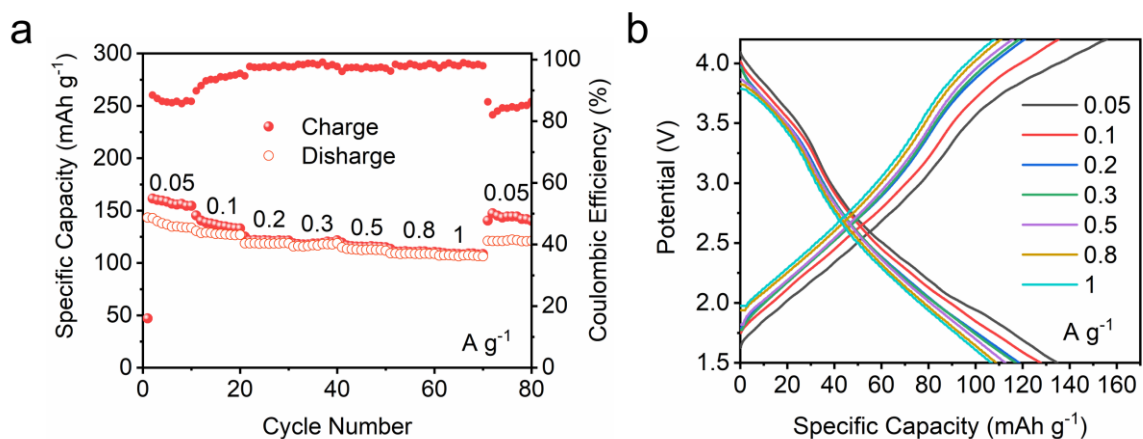 a
300
250
200
150
100
50
0
Specific Capacity (mAh g⁻¹)
100
80
60
40
20
0
Coulombic Efficiency (%)
Charge
Disharge
0.05
0.1
0.2
0.3
0.5
0.8
1
0.05
A g⁻¹
0 20 40 60 80
Cycle Number
b
4.0
3.5
3.0
2.5
2.0
1.5
Potential (V)
0.05
0.1
0.2
0.3
0.5
0.8
1
A g⁻¹
0 20 40 60 80 100 120 140 160
Specific Capacity (mAh g⁻¹)